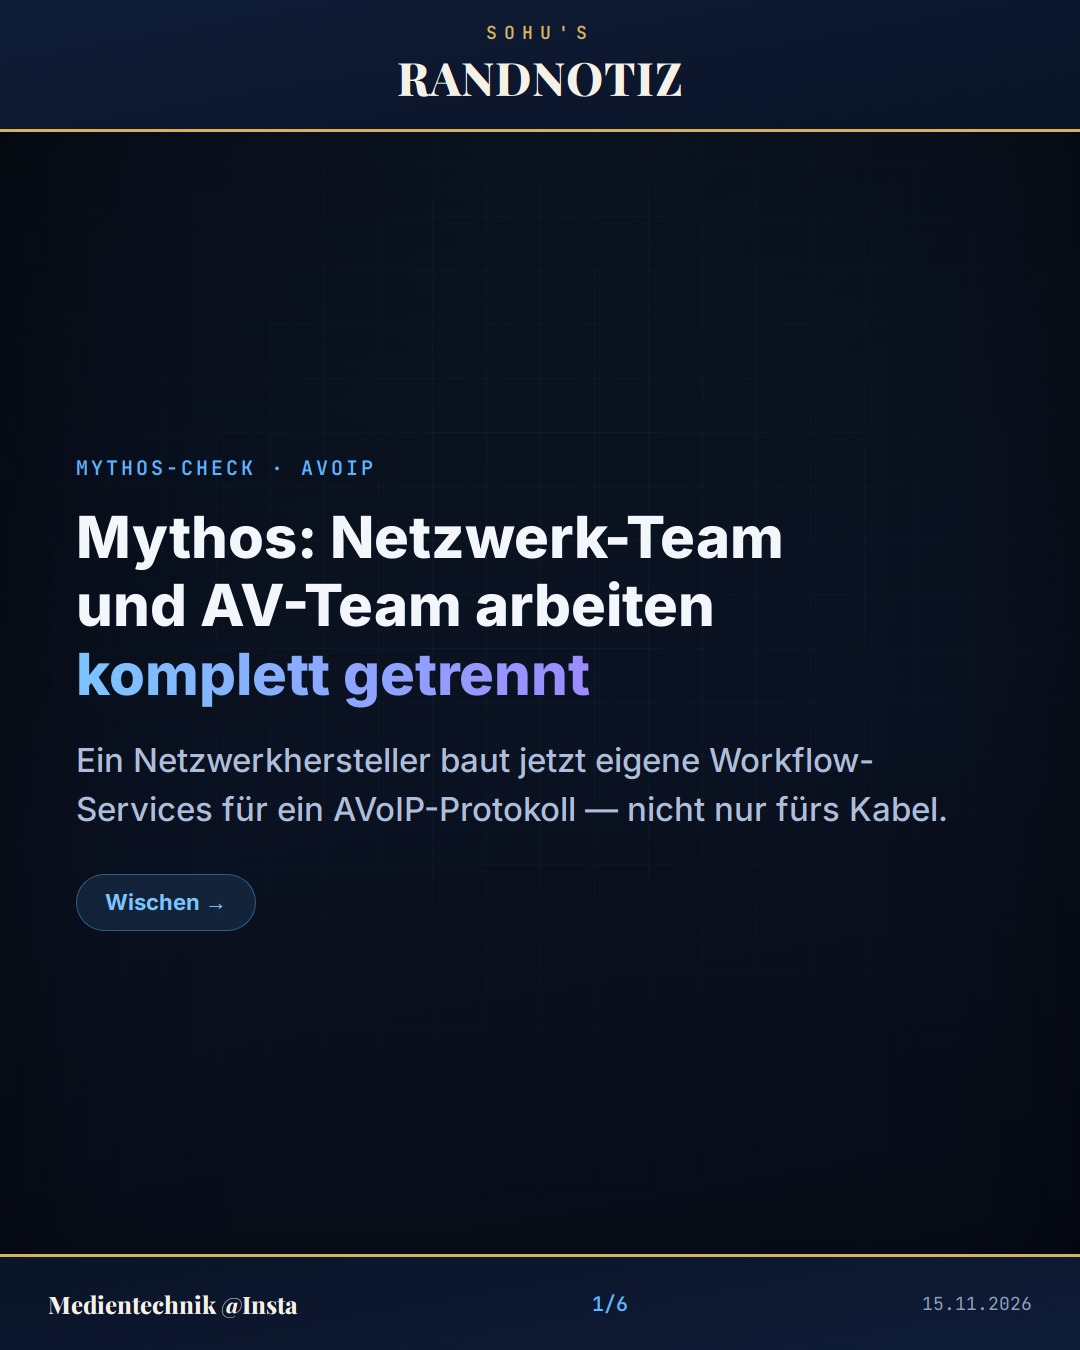 SOHU'S
RANDNOTIZ
MYTHOS-CHECK · AVOIP
Mythos: Netzwerk-Team
und AV-Team arbeiten
komplett getrennt
Ein Netzwerkhersteller baut jetzt eigene Workflow-
Services für ein AVoIP-Protokoll — nicht nur fürs Kabel.
Wischen →
Medientechnik @Insta
1/6
15.11.2026